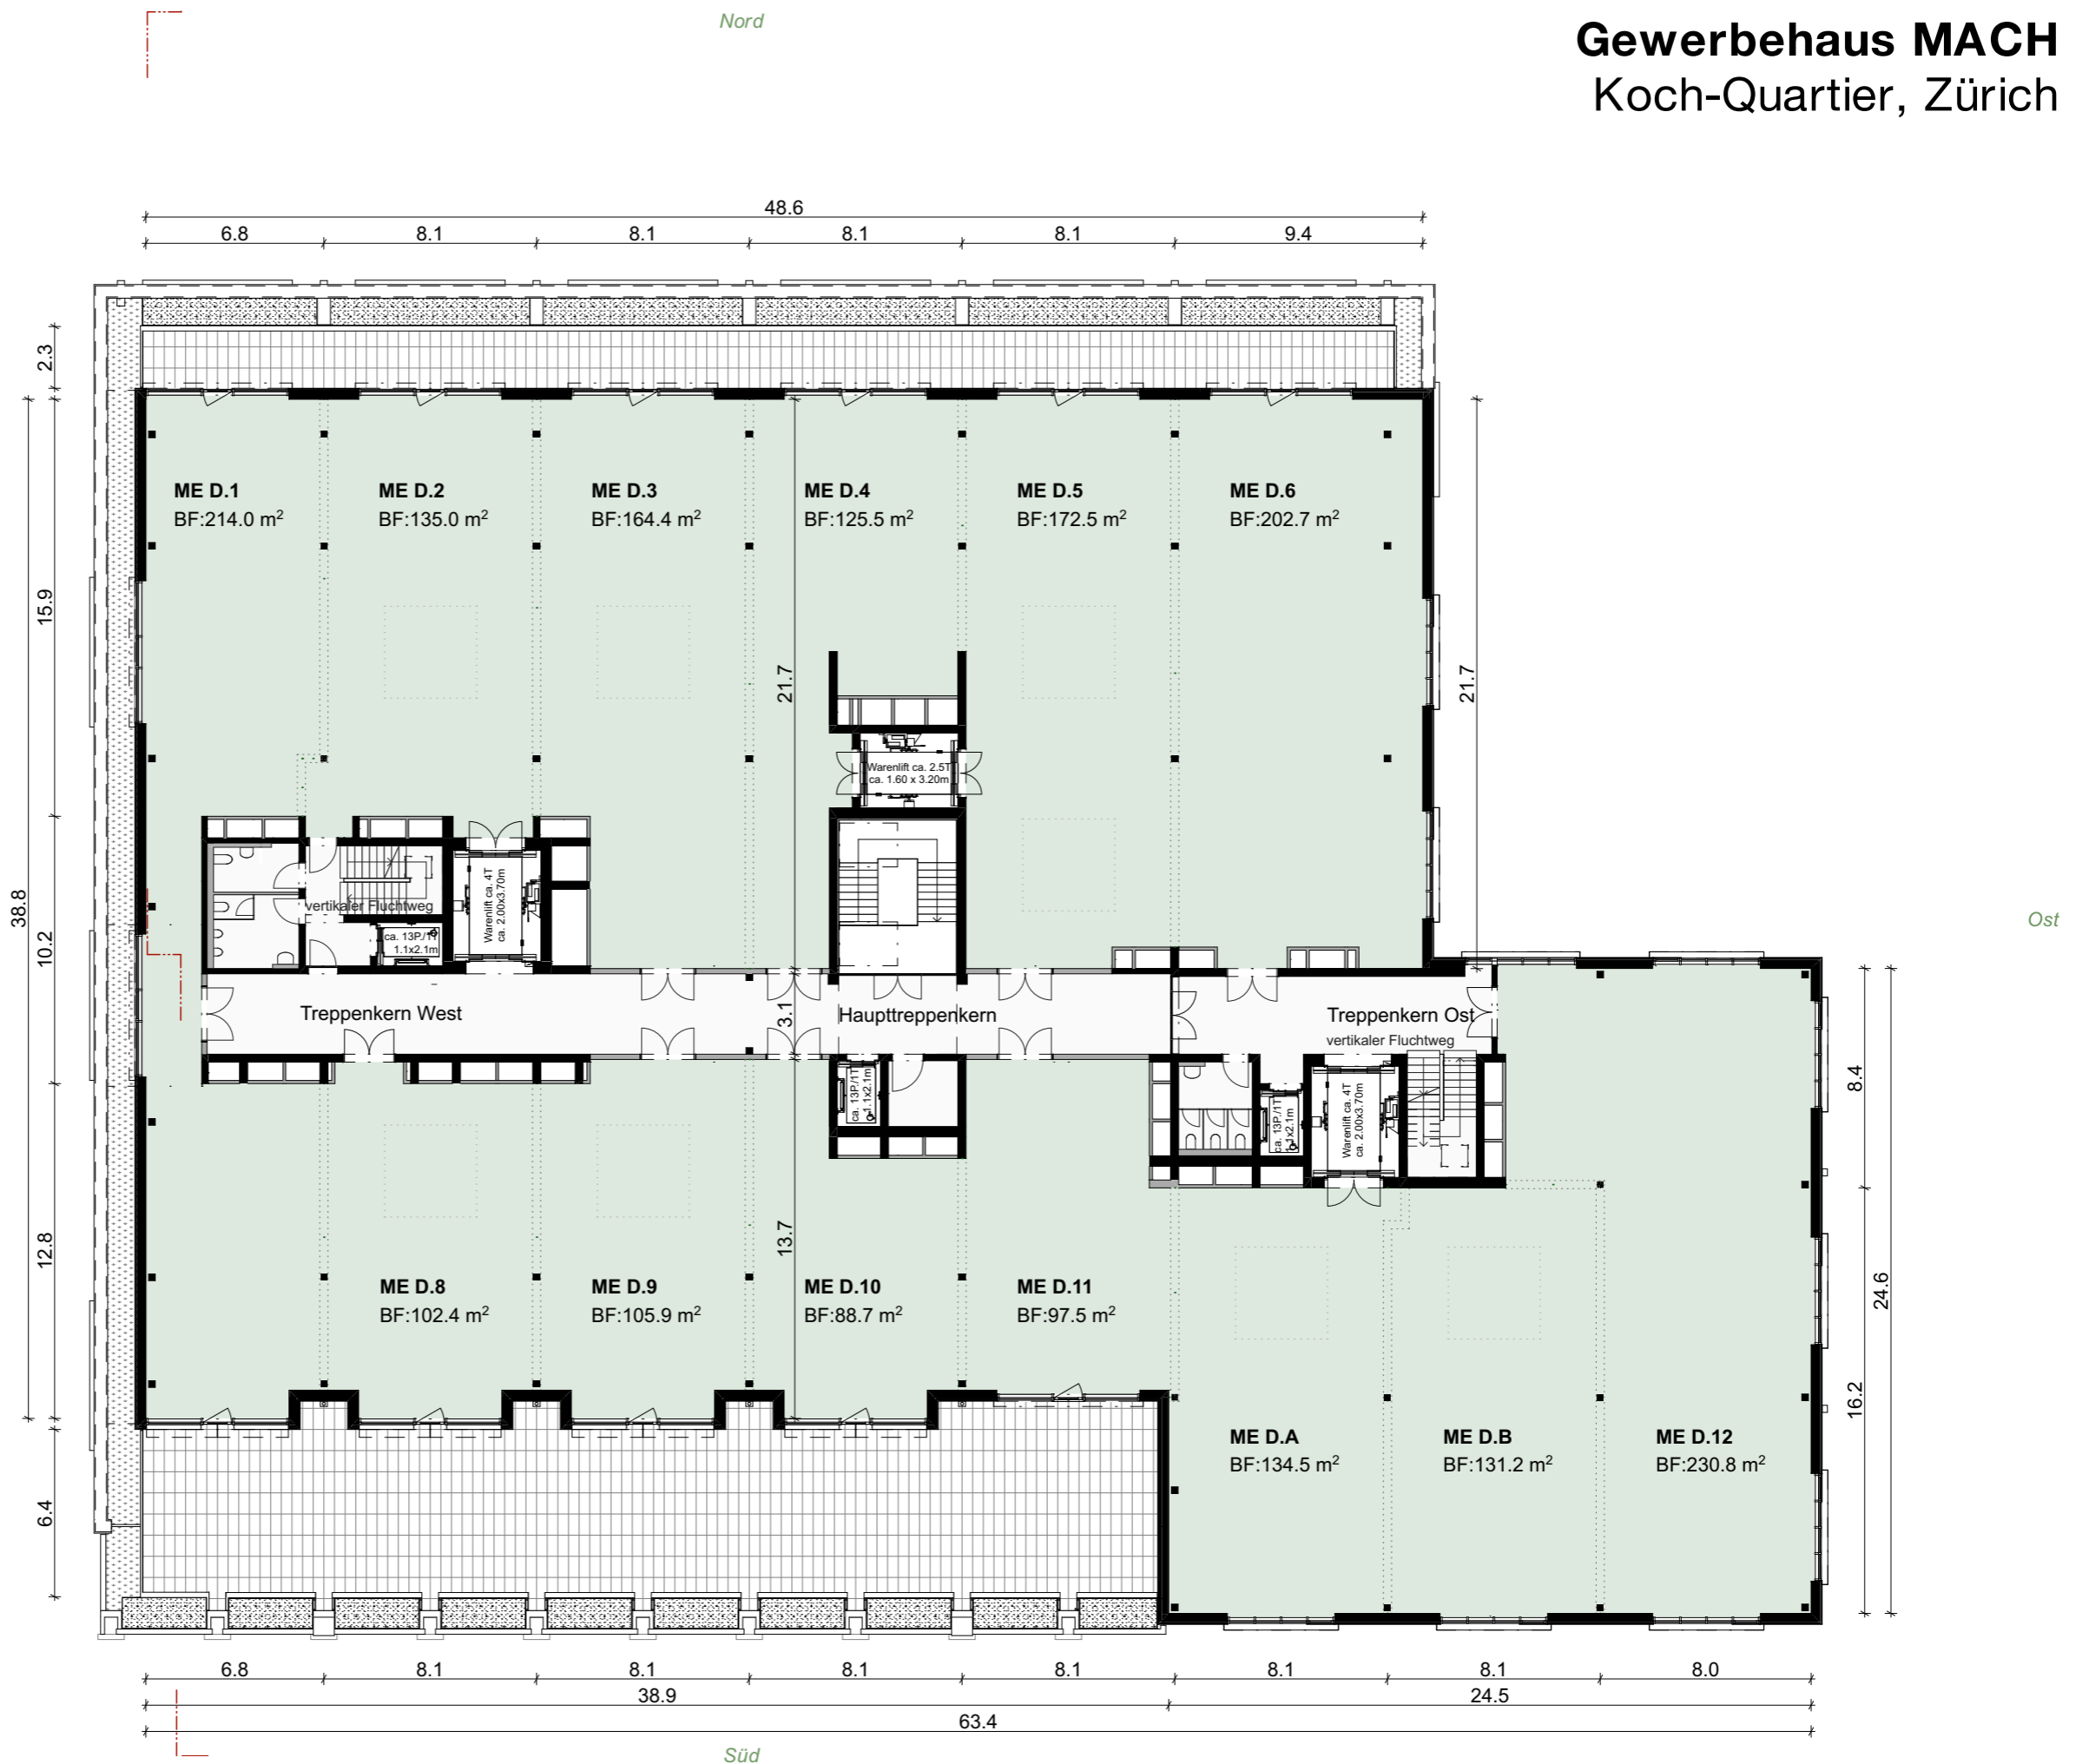 Nord
Gewerbehaus MACH
Koch-Quartier, Zürich
48.6
6.8
8.1
8.1
8.1
8.1
9.4
2.3
15.9
38.8
10.2
12.8
6.4
ME D.1
BF:214.0 m²
ME D.2
BF:135.0 m²
ME D.3
BF:164.4 m²
ME D.4
BF:125.5 m²
ME D.5
BF:172.5 m²
ME D.6
BF:202.7 m²
21.7
21.7
Warenlift ca. 2.5T
ca. 1.60 x 3.20m
vertikaler Fluchtweg
ca. 13P./1T
1.1x2.1m
Warenlift ca. 4T
ca. 2.00x3.70m
Ost
Treppenkern West
3.1
Haupttreppenkern
Treppenkern Ost
vertikaler Fluchtweg
ca. 13P./1T
1.1x2.1m
ca. 13P./1T
1.1x2.1m
Warenlift ca. 4T
ca. 2.00x3.70m
8.4
24.6
16.2
13.7
ME D.8
BF:102.4 m²
ME D.9
BF:105.9 m²
ME D.10
BF:88.7 m²
ME D.11
BF:97.5 m²
ME D.A
BF:134.5 m²
ME D.B
BF:131.2 m²
ME D.12
BF:230.8 m²
6.8
8.1
8.1
8.1
8.1
8.1
8.1
8.0
38.9
24.5
63.4
Süd